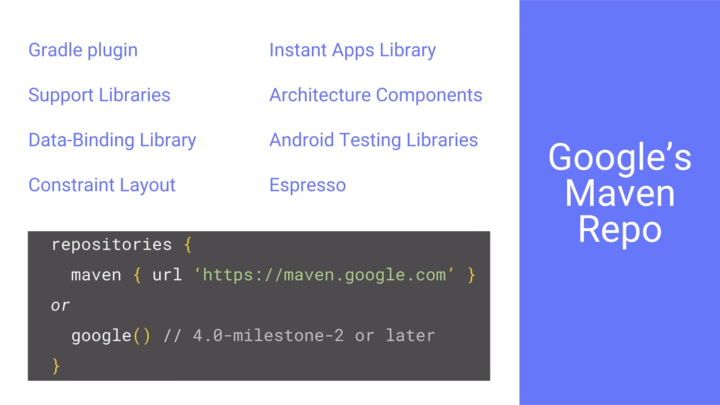 Gradle plugin
Support Libraries
Data-Binding Library
Constraint Layout
Instant Apps Library
Architecture Components
Android Testing Libraries
Espresso
repositories {
maven { url ‘https://maven.google.com’ }
or
google() // 4.0-milestone-2 or later
}
Google’s
Maven
Repo